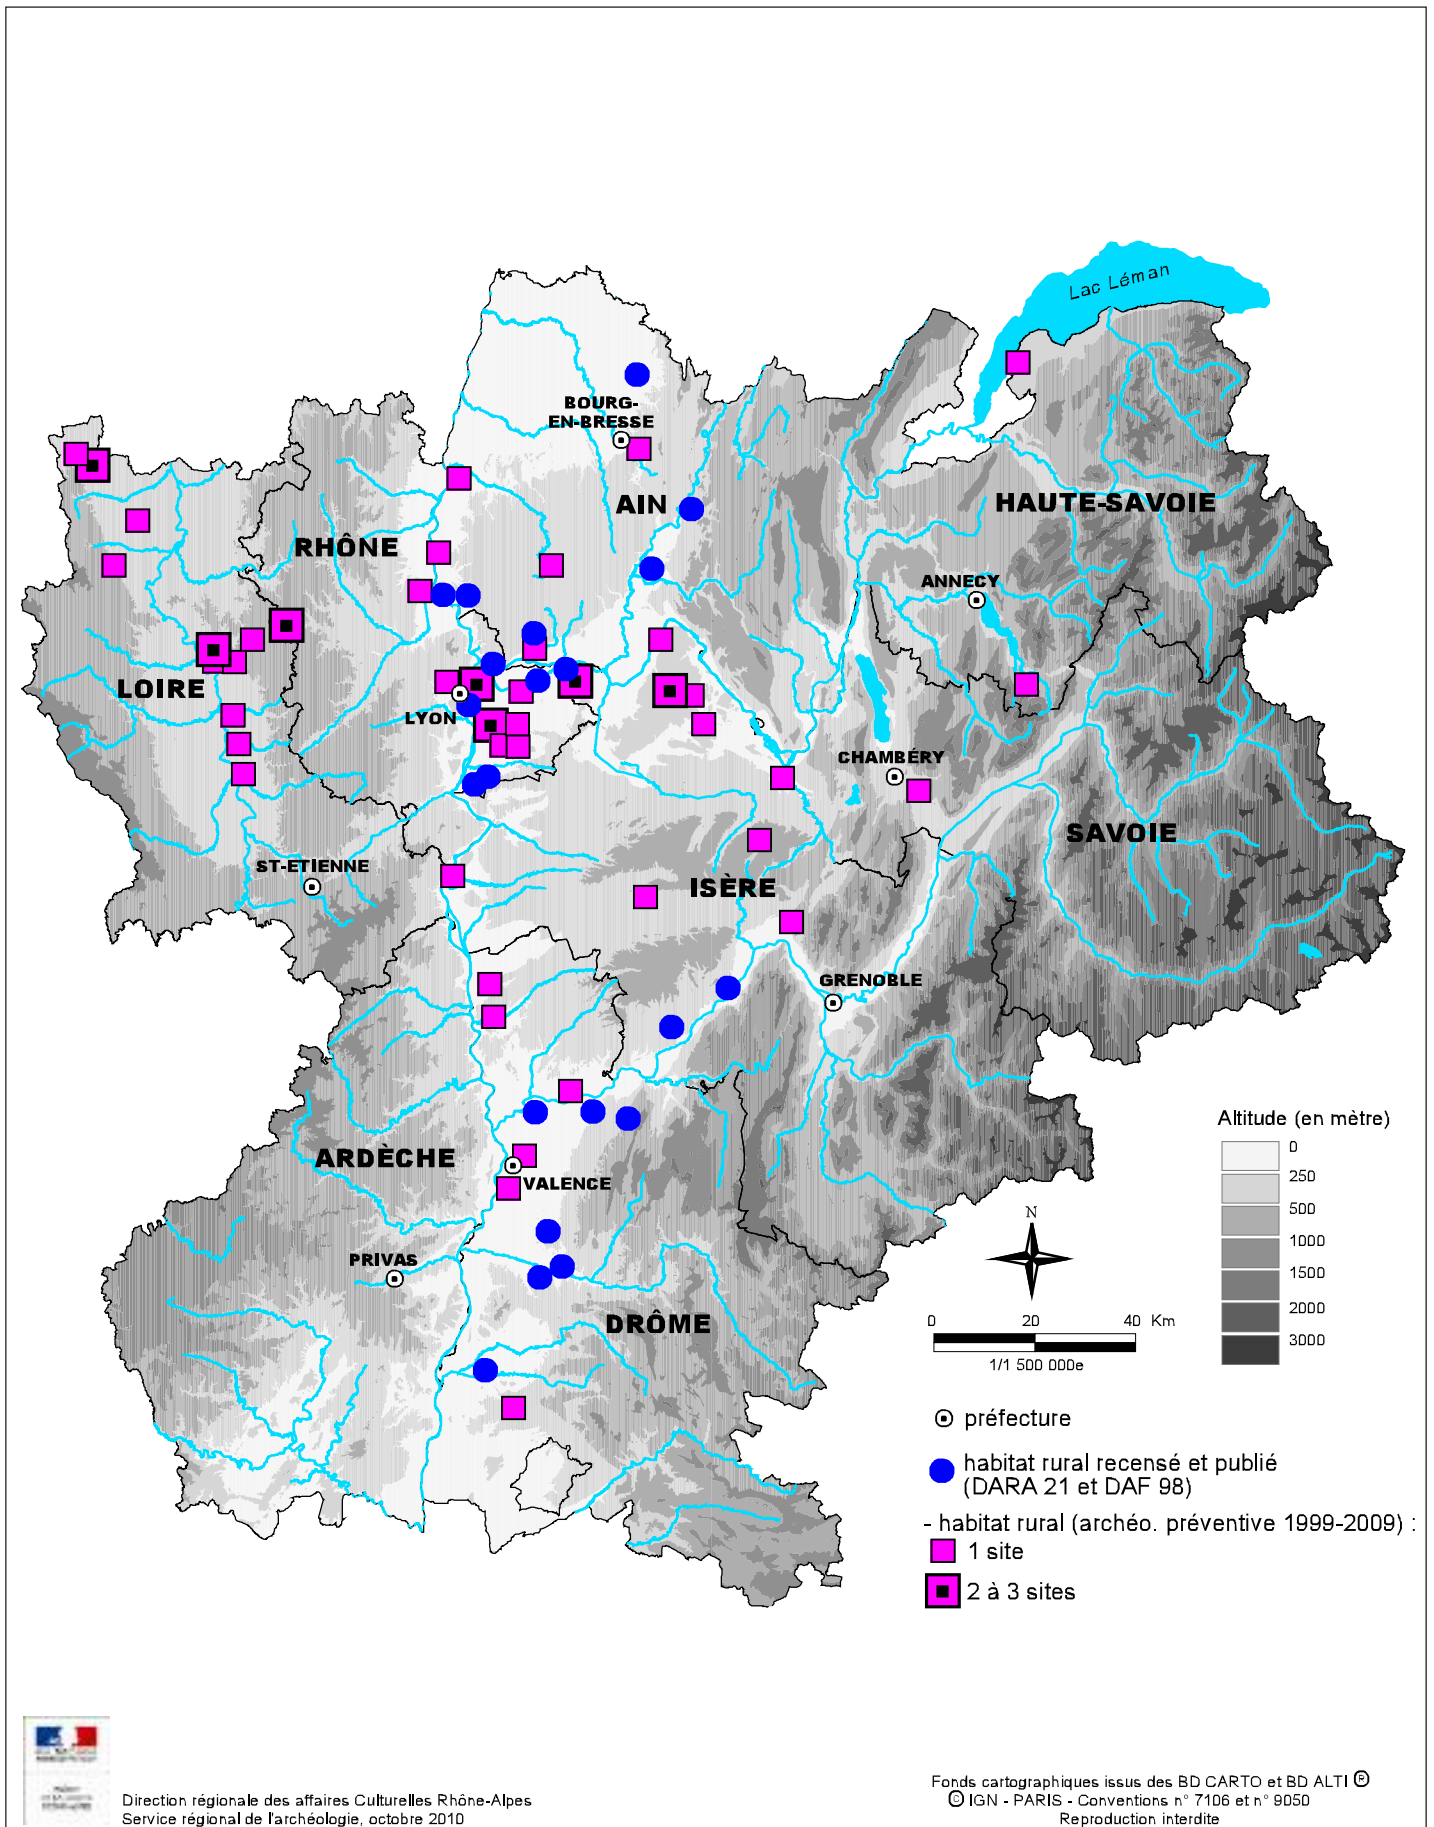 Lac Léman
BOURG-
EN-BRESSE
AIN
HAUTE-SAVOIE
RHÔNE
ANNECY
LOIRE
LYON
CHAMBÉRY
SAVOIE
ST-ETIENNE
ISÈRE
GRENOBLE
ARDÈCHE
VALENCE
PRIVAS
DRÔME
Altitude (en mètre)
0
250
500
1000
1500
2000
3000
N
0 20 40 Km
1/1 500 000e
préfecture
habitat rural recensé et publié
(DARA 21 et DAF 98)
- habitat rural (archéo. préventive 1999-2009) :
1 site
2 à 3 sites
Direction régionale des affaires Culturelles Rhône-Alpes
Service régional de l'archéologie, octobre 2010
Fonds cartographiques issus des BD CARTO et BD ALTI ®
© IGN - PARIS - Conventions n° 7106 et n° 9050
Reproduction interdite